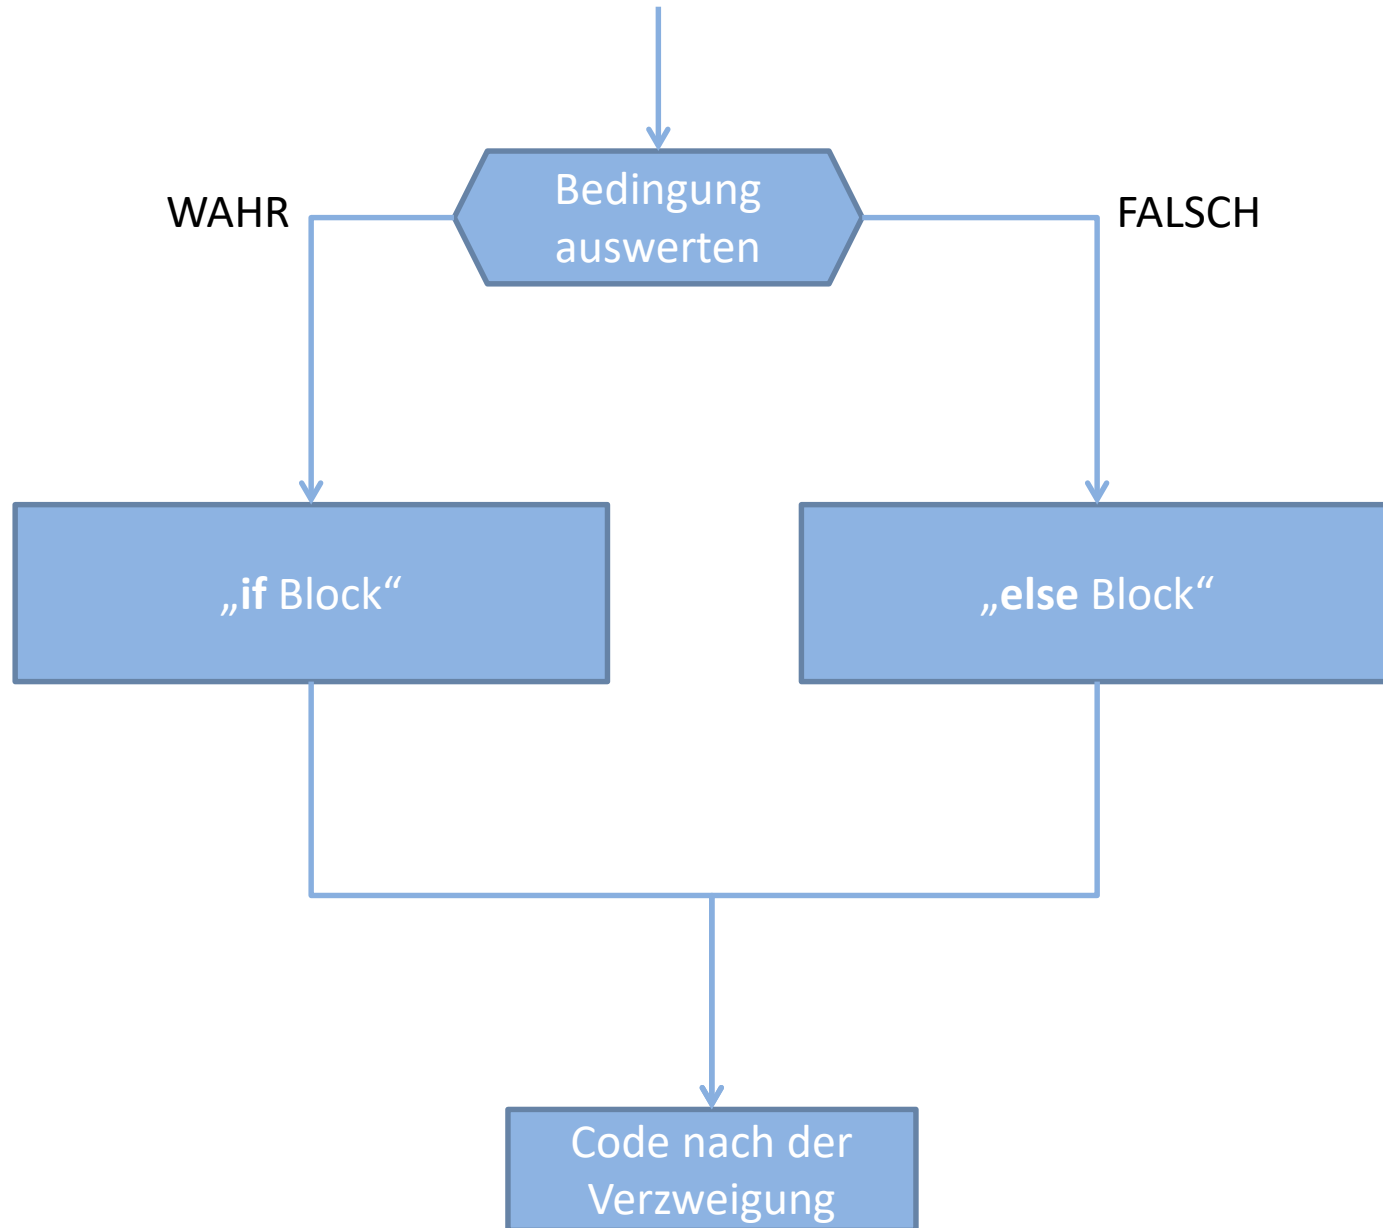 Bedingung
auswerten
WAHR
FALSCH
„if Block“
„else Block“
Code nach der
Verzweigung